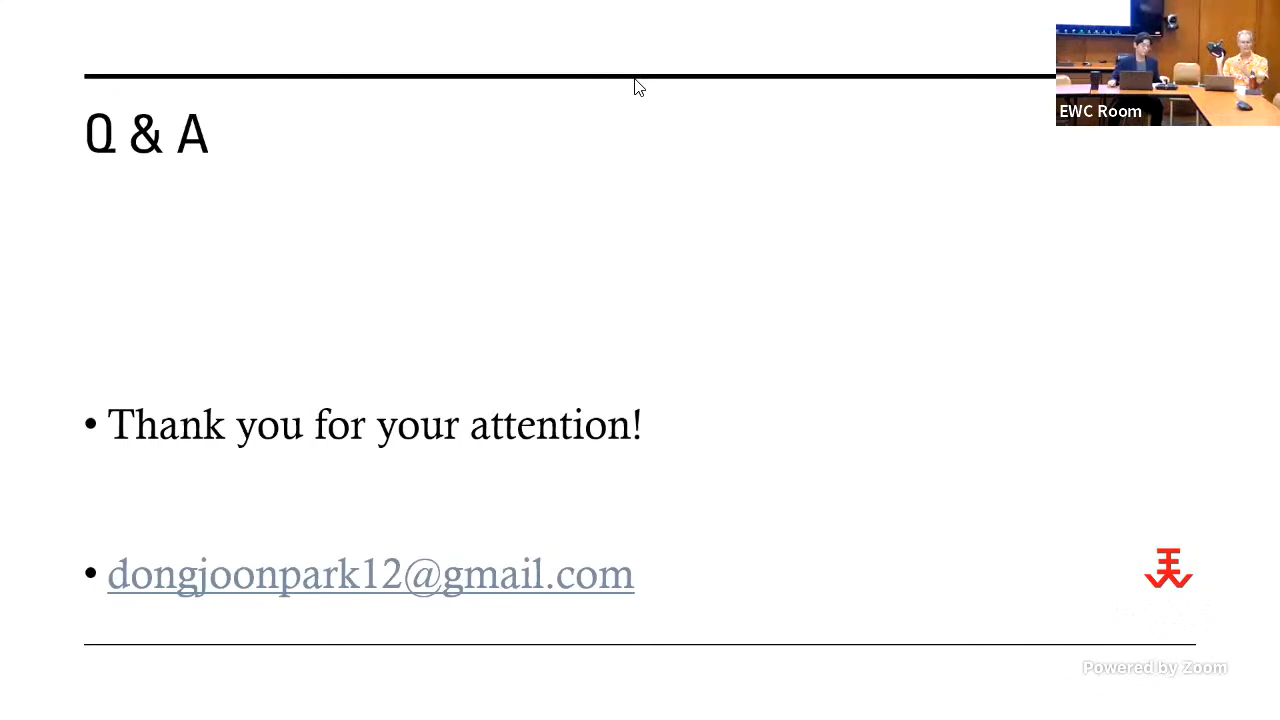 EWC Room
Q & A
• Thank you for your attention!
• dongjoonpark12@gmail.com
Powered by Zoom